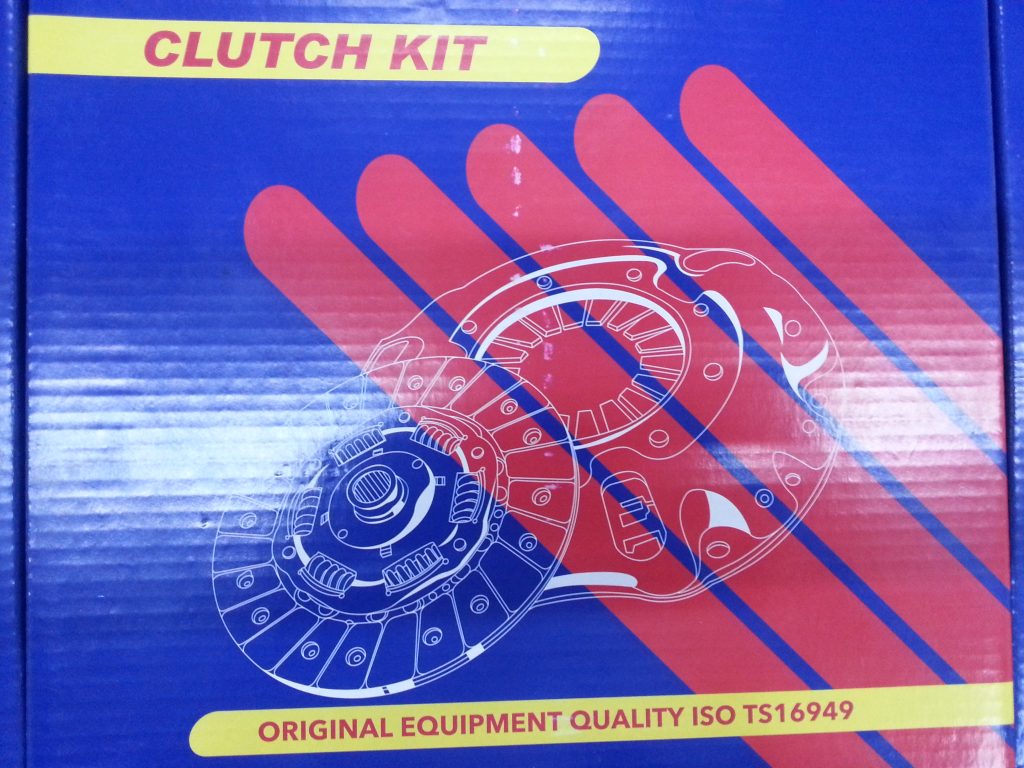 CLUTCH KIT
ORIGINAL EQUIPMENT QUALITY ISO TS16949